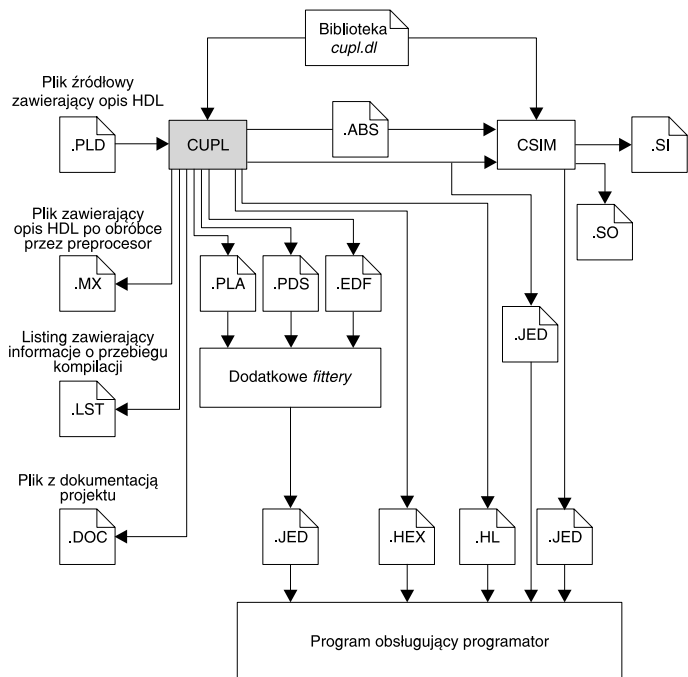 Biblioteka
cupl.dl
Plik źródłowy
zawierający opis HDL
.PLD
CUPL
.ABS
CSIM
.SI
.SO
Plik zawierający
opis HDL po obróbce
przez preprocesor
.MX
.PLA
.PDS
.EDF
.JED
Listing zawierający
informacje o przebiegu
kompilacji
.LST
Dodatkowe fittery
Plik z dokumentacją
projektu
.DOC
.JED
.HEX
.HL
.JED
Program obsługujący programator